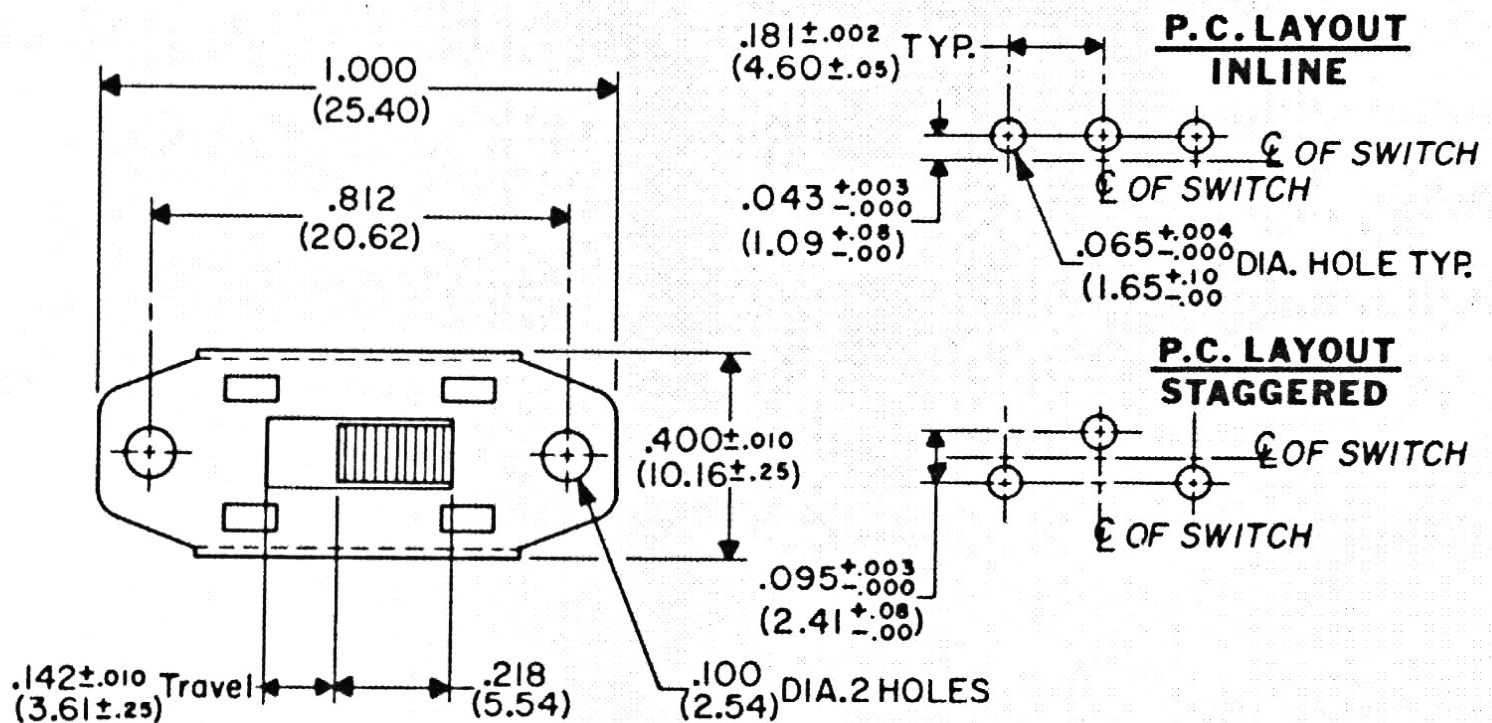 1.000
(25.40)
.812
(20.62)
.400±.010
(10.16±.25)
.142±.010 Travel
(3.61±.25)
.218
(5.54)
.100
(2.54) DIA. 2 HOLES
P.C. LAYOUT
INLINE
.181±.002 TYP.
(4.60±.05)
℄ OF SWITCH
℄ OF SWITCH
.043 +.003 -.000
(1.09 +.08 -.00)
.065 +.004 -.000 DIA. HOLE TYP.
(1.65 +.10 -.00
P.C. LAYOUT
STAGGERED
℄ OF SWITCH
℄ OF SWITCH
.095 +.003 -.000
(2.41 +.08 -.00)